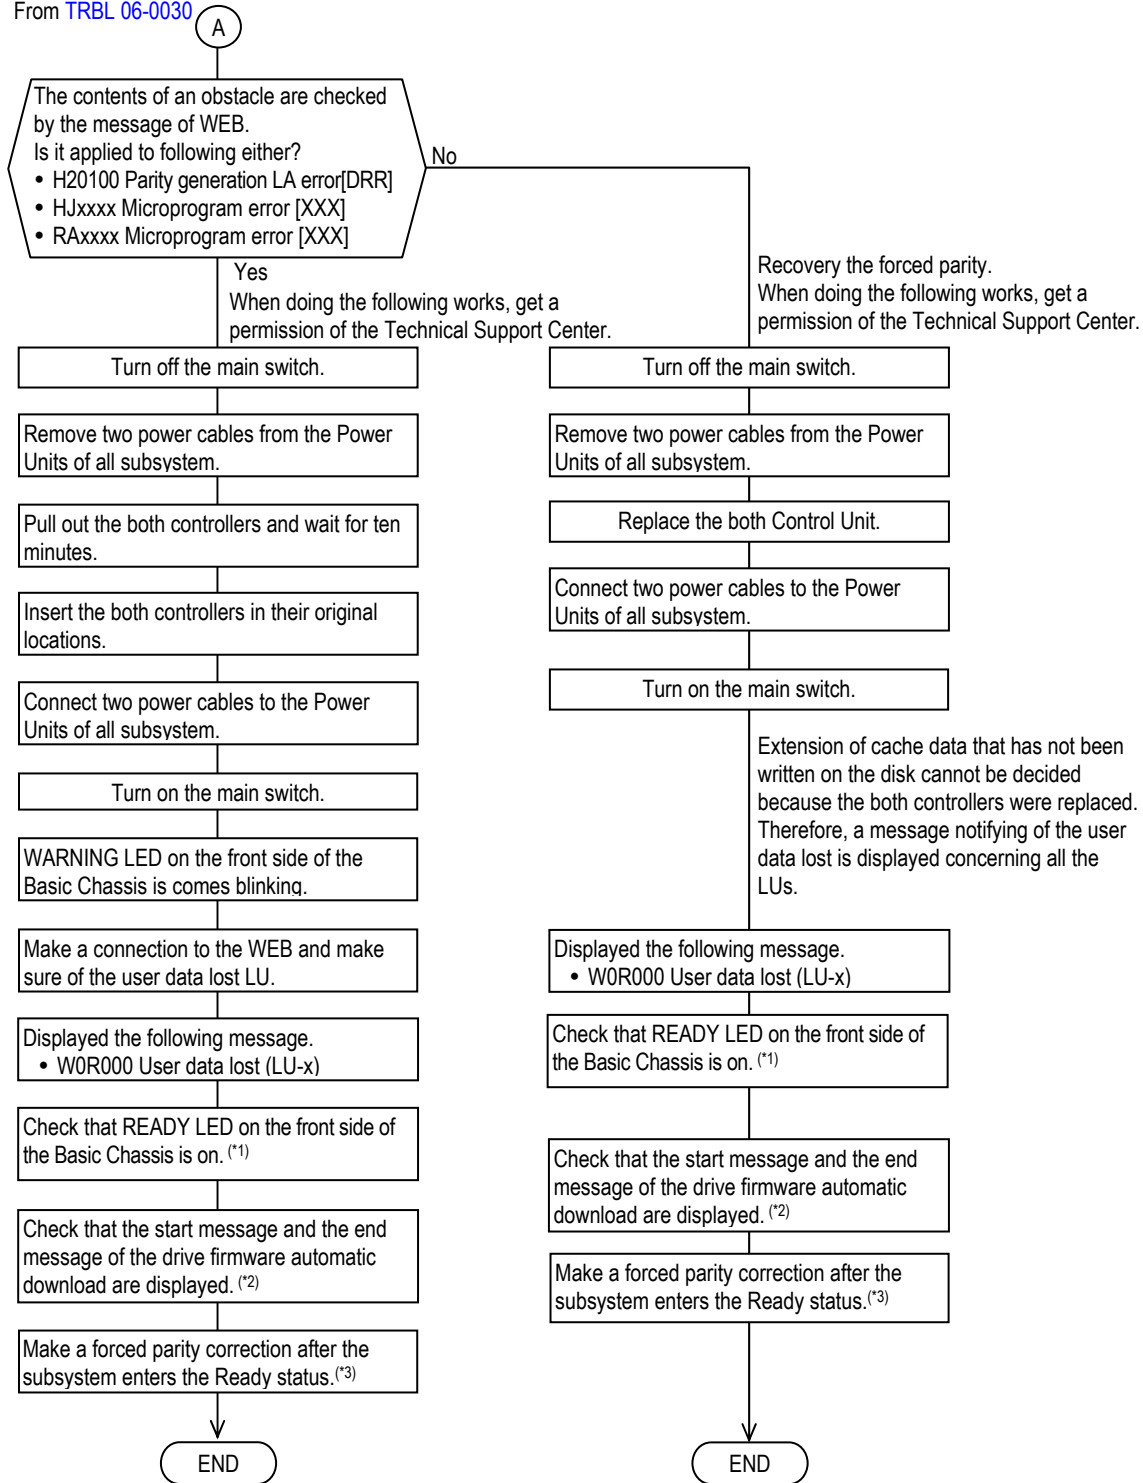 From TRBL 06-0030
A
The contents of an obstacle are checked
by the message of WEB.
Is it applied to following either?
• H20100 Parity generation LA error[DRR]
• HJxxxx Microprogram error [XXX]
• RAxxxx Microprogram error [XXX]
No
Yes
When doing the following works, get a
permission of the Technical Support Center.
Turn off the main switch.
Remove two power cables from the Power
Units of all subsystem.
Pull out the both controllers and wait for ten
minutes.
Insert the both controllers in their original
locations.
Connect two power cables to the Power
Units of all subsystem.
Turn on the main switch.
WARNING LED on the front side of the
Basic Chassis is comes blinking.
Make a connection to the WEB and make
sure of the user data lost LU.
Displayed the following message.
• W0R000 User data lost (LU-x)
Check that READY LED on the front side of
the Basic Chassis is on. (*1)
Check that the start message and the end
message of the drive firmware automatic
download are displayed. (*2)
Make a forced parity correction after the
subsystem enters the Ready status.(*3)
END
Recovery the forced parity.
When doing the following works, get a
permission of the Technical Support Center.
Turn off the main switch.
Remove two power cables from the Power
Units of all subsystem.
Replace the both Control Unit.
Connect two power cables to the Power
Units of all subsystem.
Turn on the main switch.
Extension of cache data that has not been
written on the disk cannot be decided
because the both controllers were replaced.
Therefore, a message notifying of the user
data lost is displayed concerning all the
LUs.
Displayed the following message.
• W0R000 User data lost (LU-x)
Check that READY LED on the front side of
the Basic Chassis is on. (*1)
Check that the start message and the end
message of the drive firmware automatic
download are displayed. (*2)
Make a forced parity correction after the
subsystem enters the Ready status.(*3)
END